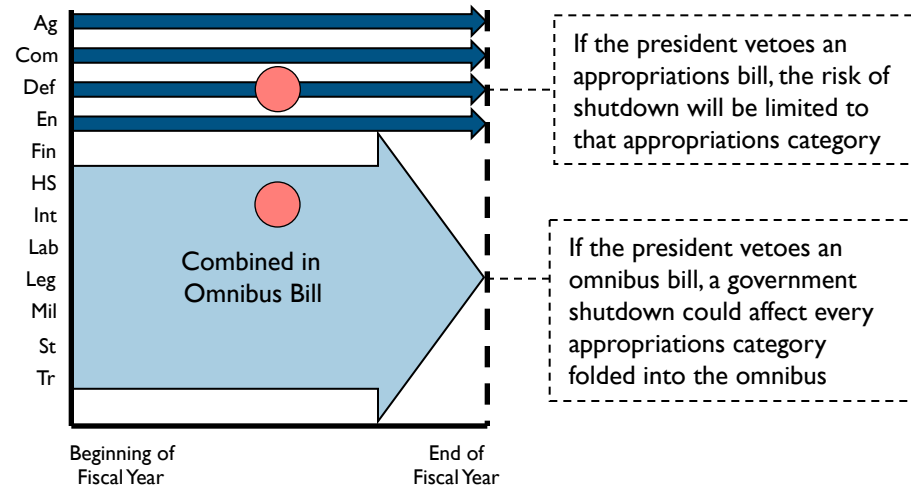 Ag
Com
Def
En
Fin
HS
Int
Lab
Leg
Mil
St
Tr
Combined in
Omnibus Bill
Beginning of
Fiscal Year
End of
Fiscal Year
If the president vetoes an
appropriations bill, the risk of
shutdown will be limited to
that appropriations category
If the president vetoes an
omnibus bill, a government
shutdown could affect every
appropriations category
folded into the omnibus